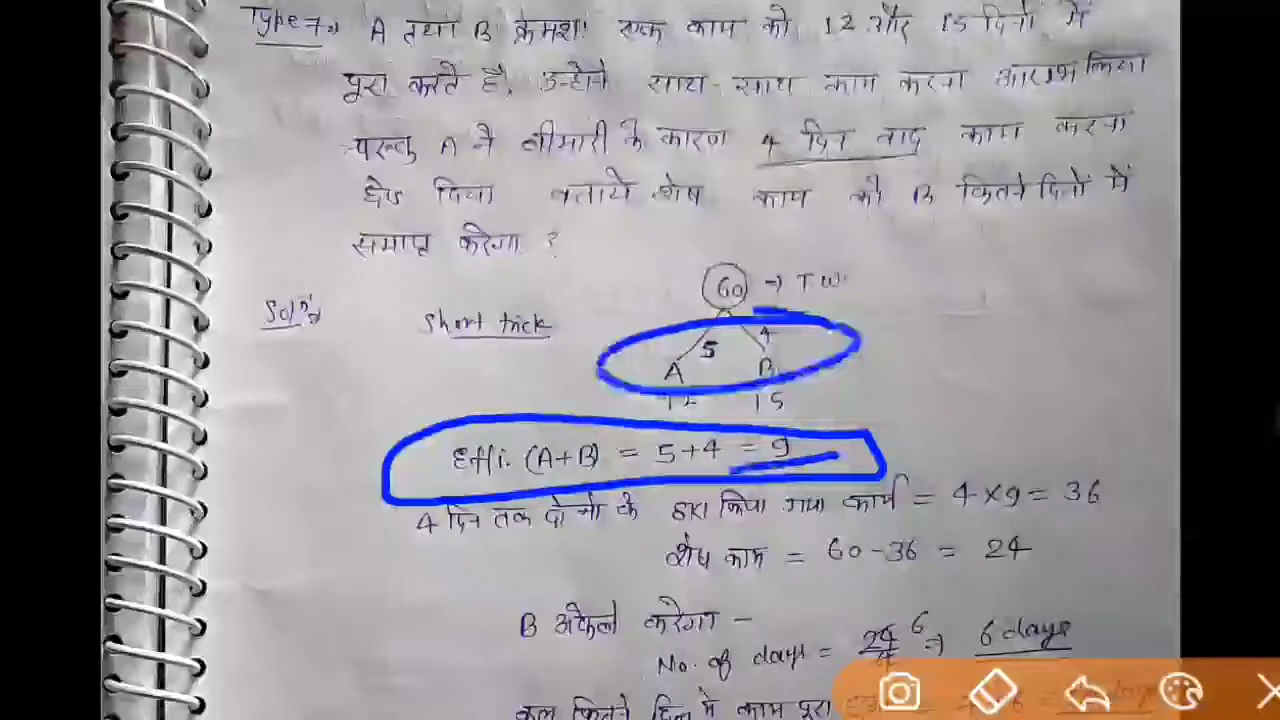 Type-7→ A तथा B क्रमशः एक काम को 12 और 15 दिनों में
पूरा करते है, उन्होने साथ-साथ काम करना आरम्भ किया
परन्तु A ने बीमारी के कारण 4 दिन बाद काम करना
छोड़ दिया बताये शेष काम को B कितने दिनों में
समाप्त करेगा ?
60 → T.W.
Solⁿ→ Short trick
5 4
A B
12 15
Effi. (A+B) = 5+4 = 9
4 दिन तक दोनो के द्वारा किया गया कार्य = 4×9 = 36
शेष काम = 60-36 = 24
B अकेले करेगा -
No. of days = 24/4 6 ⇒ 6 days
कुल कितने दिन मे काम पूरा